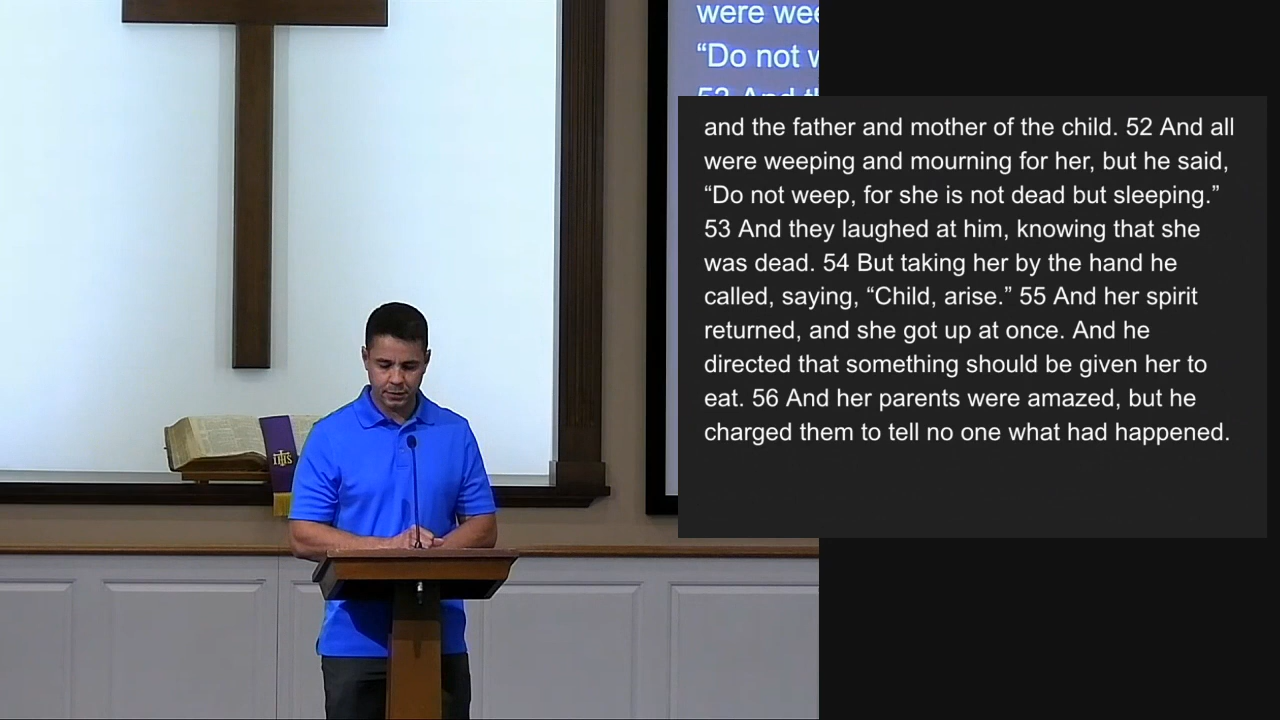 were wee
“Do not w
53 And th
and the father and mother of the child. 52 And all
were weeping and mourning for her, but he said,
“Do not weep, for she is not dead but sleeping.”
53 And they laughed at him, knowing that she
was dead. 54 But taking her by the hand he
called, saying, “Child, arise.” 55 And her spirit
returned, and she got up at once. And he
directed that something should be given her to
eat. 56 And her parents were amazed, but he
charged them to tell no one what had happened.
IHS